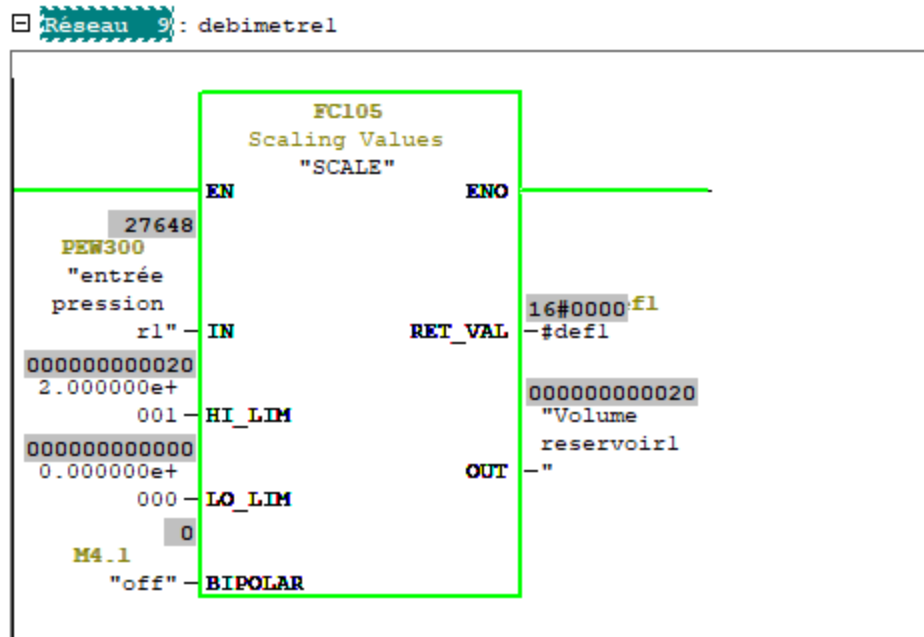 Réseau 9 : debimetre1
FC105
Scaling Values
"SCALE"
EN ENO
27648
PEW300
"entrée
pression
r1" IN
16#0000 ef1
RET_VAL #def1
000000000020
2.000000e+
001 HI_LIM
000000000020
"Volume
reservoir1
"
OUT
000000000000
0.000000e+
000 LO_LIM
0
M4.1
"off" BIPOLAR